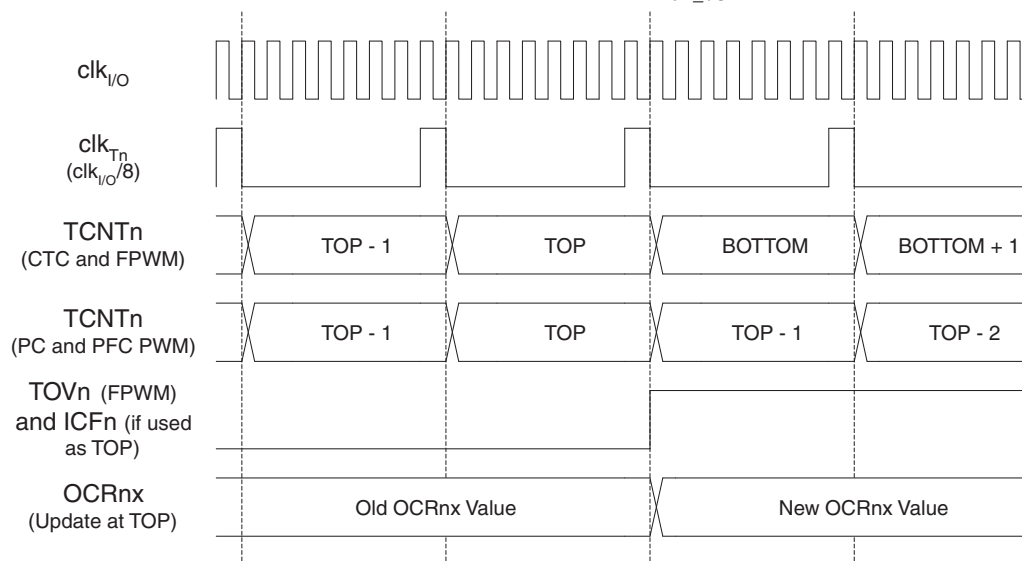 clkI/O
clkTn
(clkI/O/8)
TCNTn
(CTC and FPWM)
TOP - 1
TOP
BOTTOM
BOTTOM + 1
TCNTn
(PC and PFC PWM)
TOP - 1
TOP
TOP - 1
TOP - 2
TOVn (FPWM)
and ICFn (if used
as TOP)
OCRnx
(Update at TOP)
Old OCRnx Value
New OCRnx Value